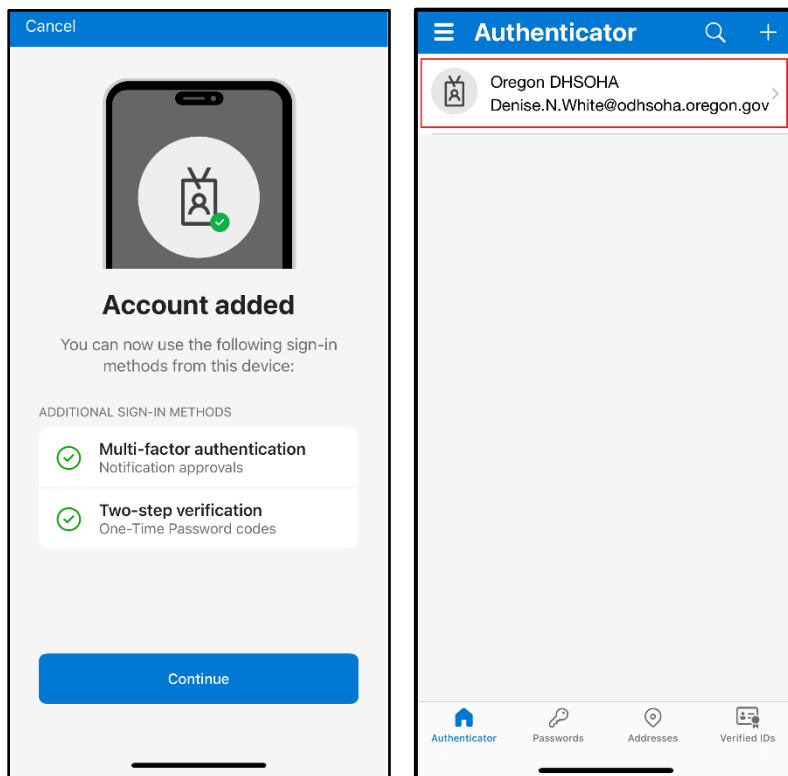 Cancel
Account added
You can now use the following sign-in
methods from this device:
ADDITIONAL SIGN-IN METHODS
Multi-factor authentication
Notification approvals
Two-step verification
One-Time Password codes
Continue
Authenticator
Oregon DHSOHA
Denise.N.White@odhsoha.oregon.gov
Authenticator
Passwords
Addresses
Verified IDs